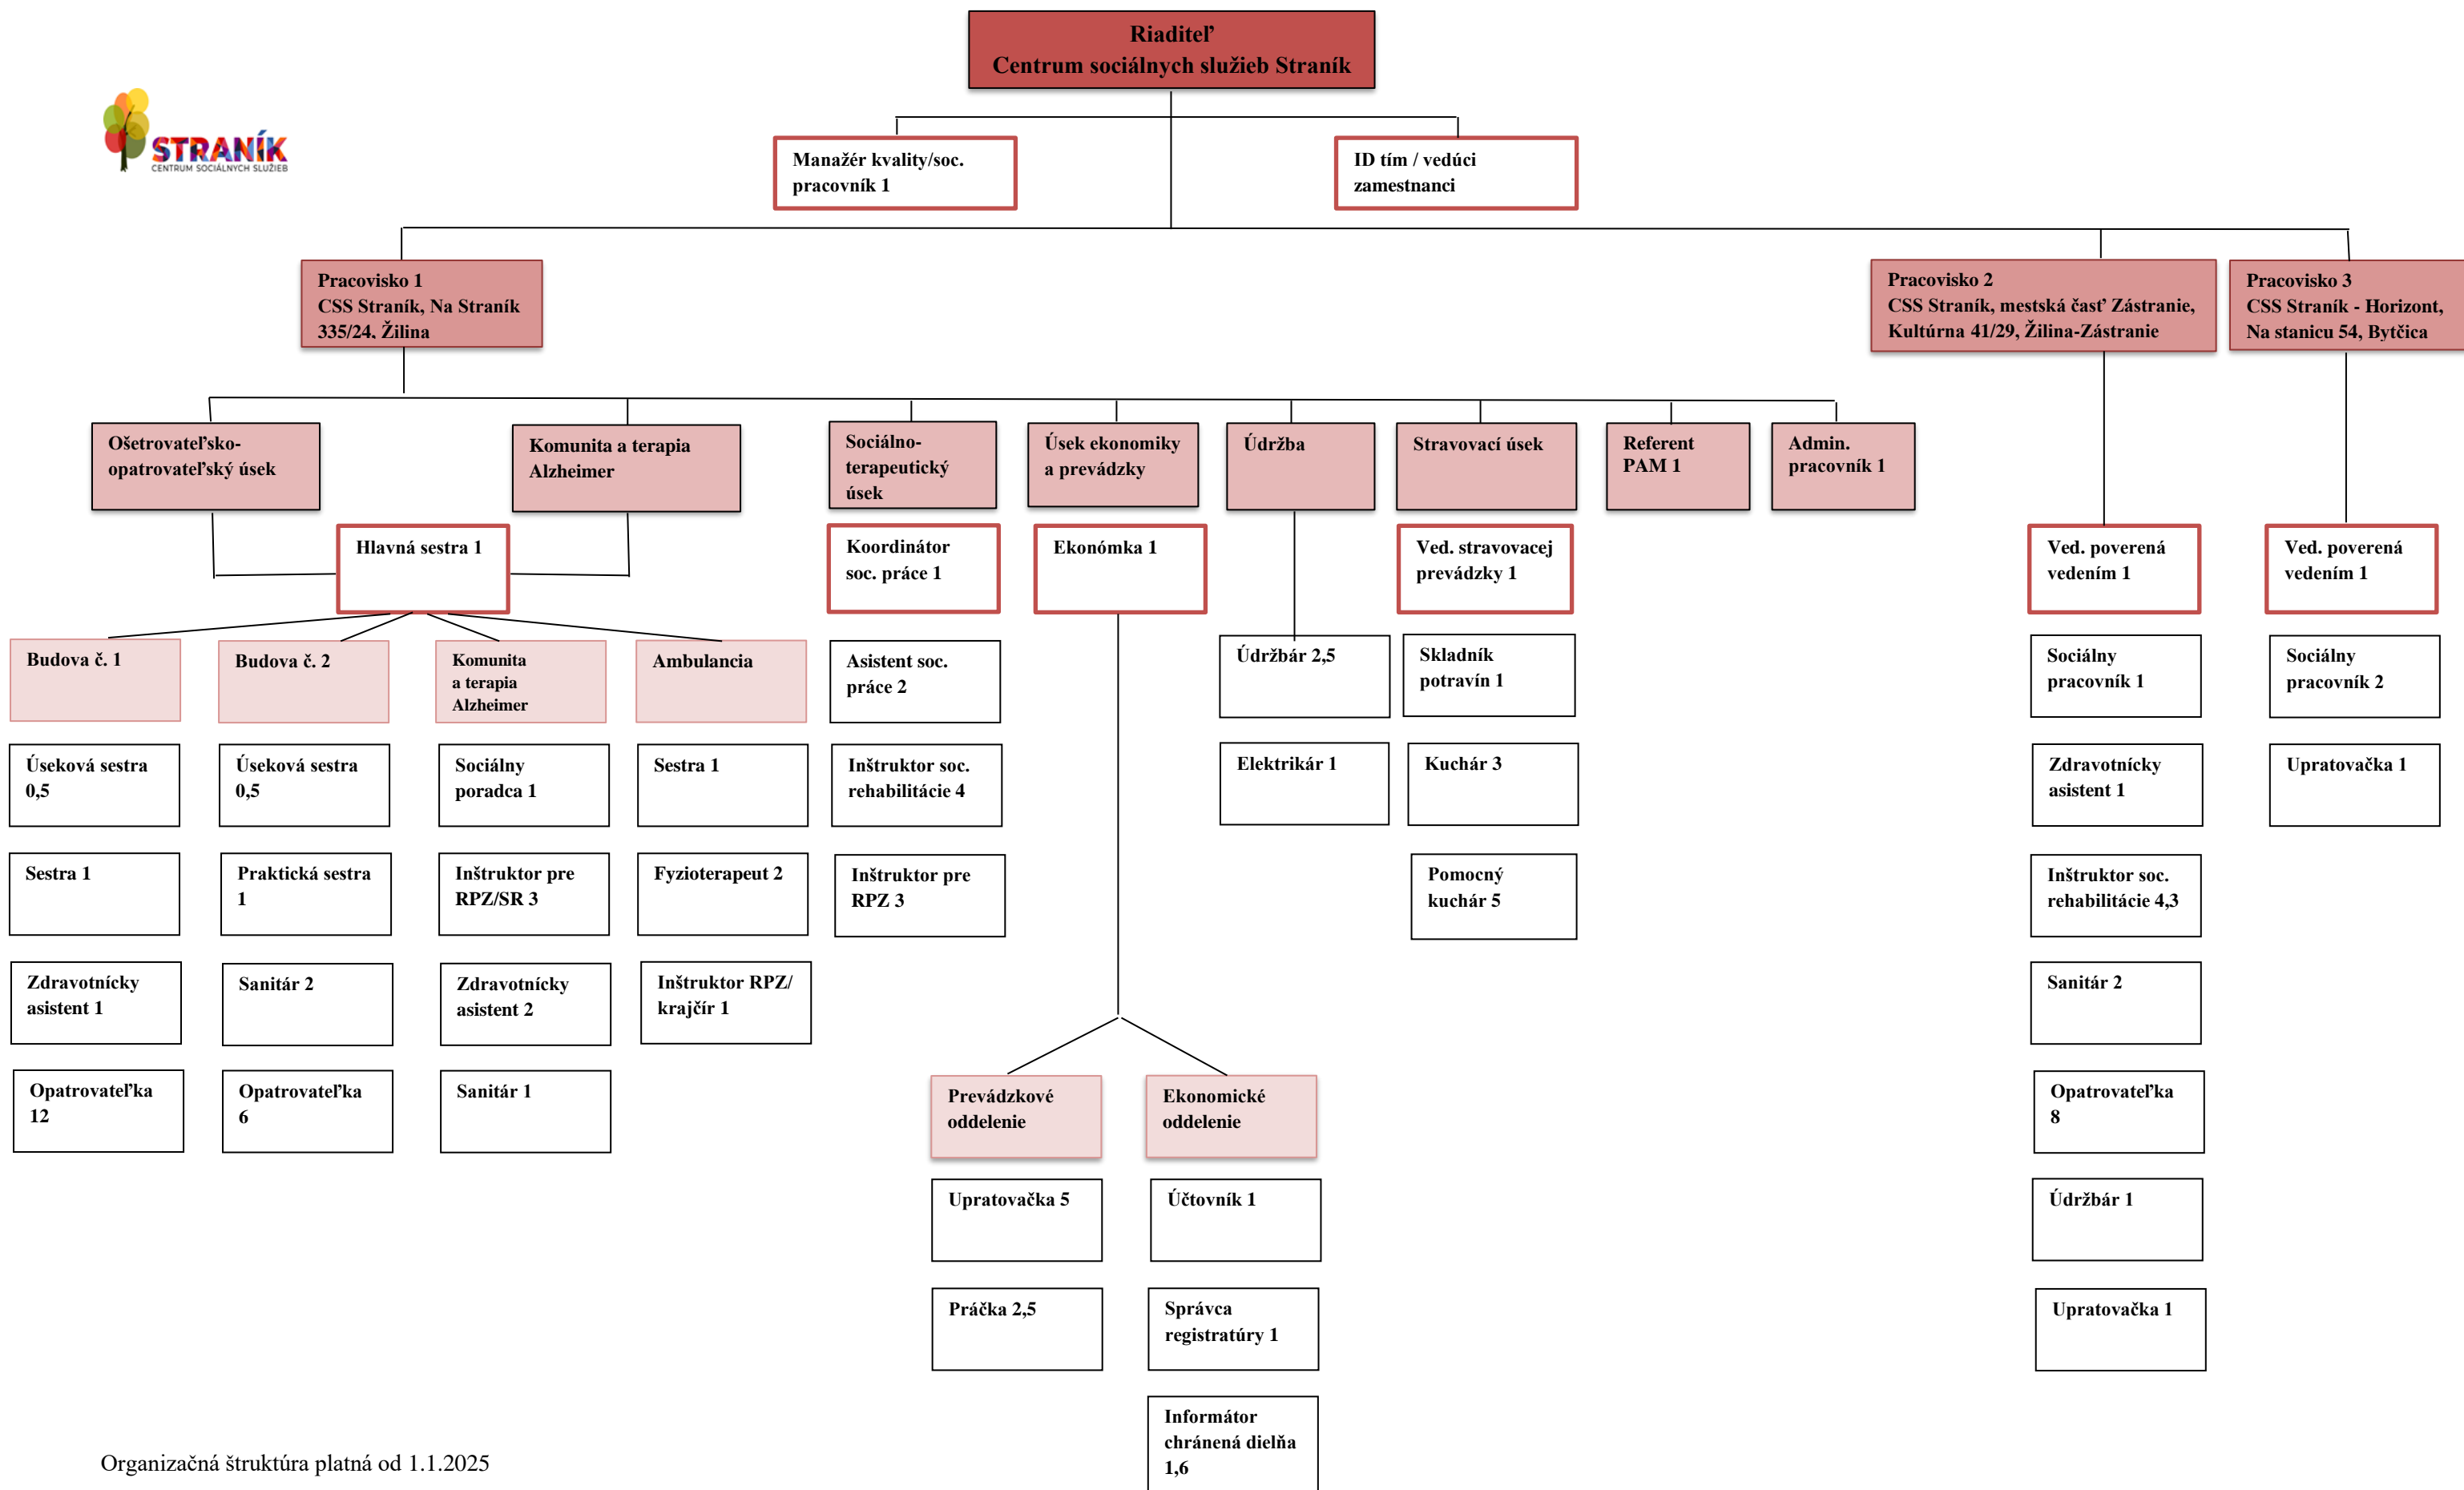 Riaditeľ
Centrum sociálnych služieb Straník
STRANÍK
CENTRUM SOCIÁLNYCH SLUŽIEB
Manažér kvality/soc.
pracovník 1
ID tím / vedúci
zamestnanci
Pracovisko 1
CSS Straník, Na Straník
335/24, Žilina
Pracovisko 2
CSS Straník, mestská časť Zástranie,
Kultúrna 41/29, Žilina-Zástranie
Pracovisko 3
CSS Straník - Horizont,
Na stanicu 54, Bytčica
Ošetrovateľsko-
opatrovateľský úsek
Komunita a terapia
Alzheimer
Sociálno-
terapeutický
úsek
Úsek ekonomiky
a prevádzky
Údržba
Stravovací úsek
Referent
PAM 1
Admin.
pracovník 1
Hlavná sestra 1
Koordinátor
soc. práce 1
Ekonómka 1
Ved. stravovacej
prevádzky 1
Ved. poverená
vedením 1
Ved. poverená
vedením 1
Budova č. 1
Budova č. 2
Komunita
a terapia
Alzheimer
Ambulancia
Asistent soc.
práce 2
Údržbár 2,5
Skladník
potravín 1
Sociálny
pracovník 1
Sociálny
pracovník 2
Úseková sestra
0,5
Úseková sestra
0,5
Sociálny
poradca 1
Sestra 1
Inštruktor soc.
rehabilitácie 4
Elektrikár 1
Kuchár 3
Zdravotnícky
asistent 1
Upratovačka 1
Sestra 1
Praktická sestra
1
Inštruktor pre
RPZ/SR 3
Fyzioterapeut 2
Inštruktor pre
RPZ 3
Pomocný
kuchár 5
Inštruktor soc.
rehabilitácie 4,3
Zdravotnícky
asistent 1
Sanitár 2
Zdravotnícky
asistent 2
Inštruktor RPZ/
krajčír 1
Sanitár 2
Opatrovateľka
12
Opatrovateľka
6
Sanitár 1
Prevádzkové
oddelenie
Ekonomické
oddelenie
Opatrovateľka
8
Upratovačka 5
Účtovník 1
Údržbár 1
Práčka 2,5
Správca
registratúry 1
Upratovačka 1
Informátor
chránená dielňa
1,6
Organizačná štruktúra platná od 1.1.2025